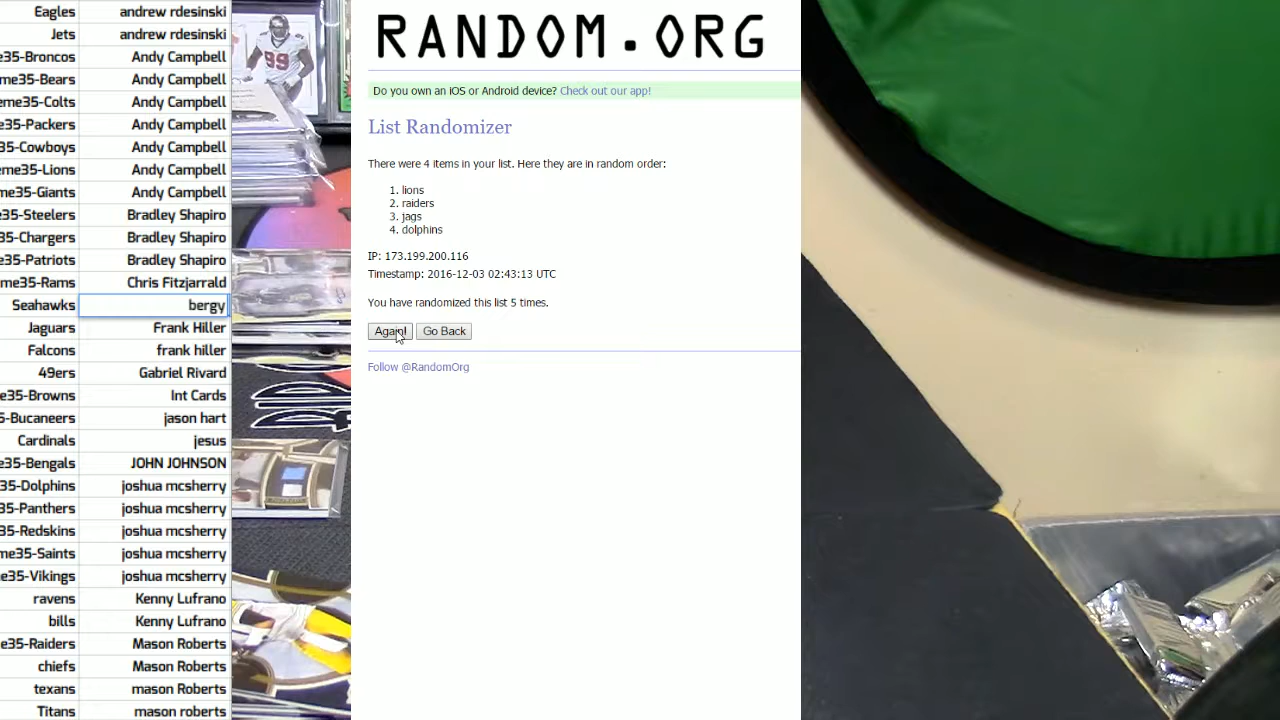 Eagles andrew rdesinski
Jets andrew rdesinski
e35-Broncos Andy Campbell
me35-Bears Andy Campbell
eme35-Colts Andy Campbell
me35-Packers Andy Campbell
35-Cowboys Andy Campbell
eme35-Lions Andy Campbell
me35-Giants Andy Campbell
e35-Steelers Bradley Shapiro
35-Chargers Bradley Shapiro
e35-Patriots Bradley Shapiro
eme35-Rams Chris Fitzjarrald
Seahawks bergy
Jaguars Frank Hiller
Falcons frank hiller
49ers Gabriel Rivard
e35-Browns Int Cards
5-Bucaneers jason hart
Cardinals jesus
e35-Bengals JOHN JOHNSON
35-Dolphins joshua mcsherry
35-Panthers joshua mcsherry
35-Redskins joshua mcsherry
me35-Saints joshua mcsherry
e35-Vikings joshua mcsherry
ravens Kenny Lufrano
bills Kenny Lufrano
e35-Raiders Mason Roberts
chiefs Mason Roberts
texans mason Roberts
Titans mason roberts
99
RANDOM.ORG
Do you own an iOS or Android device? Check out our app!
List Randomizer
There were 4 items in your list. Here they are in random order:
1. lions
2. raiders
3. jags
4. dolphins
IP: 173.199.200.116
Timestamp: 2016-12-03 02:43:13 UTC
You have randomized this list 5 times.
Again! Go Back
Follow @RandomOrg